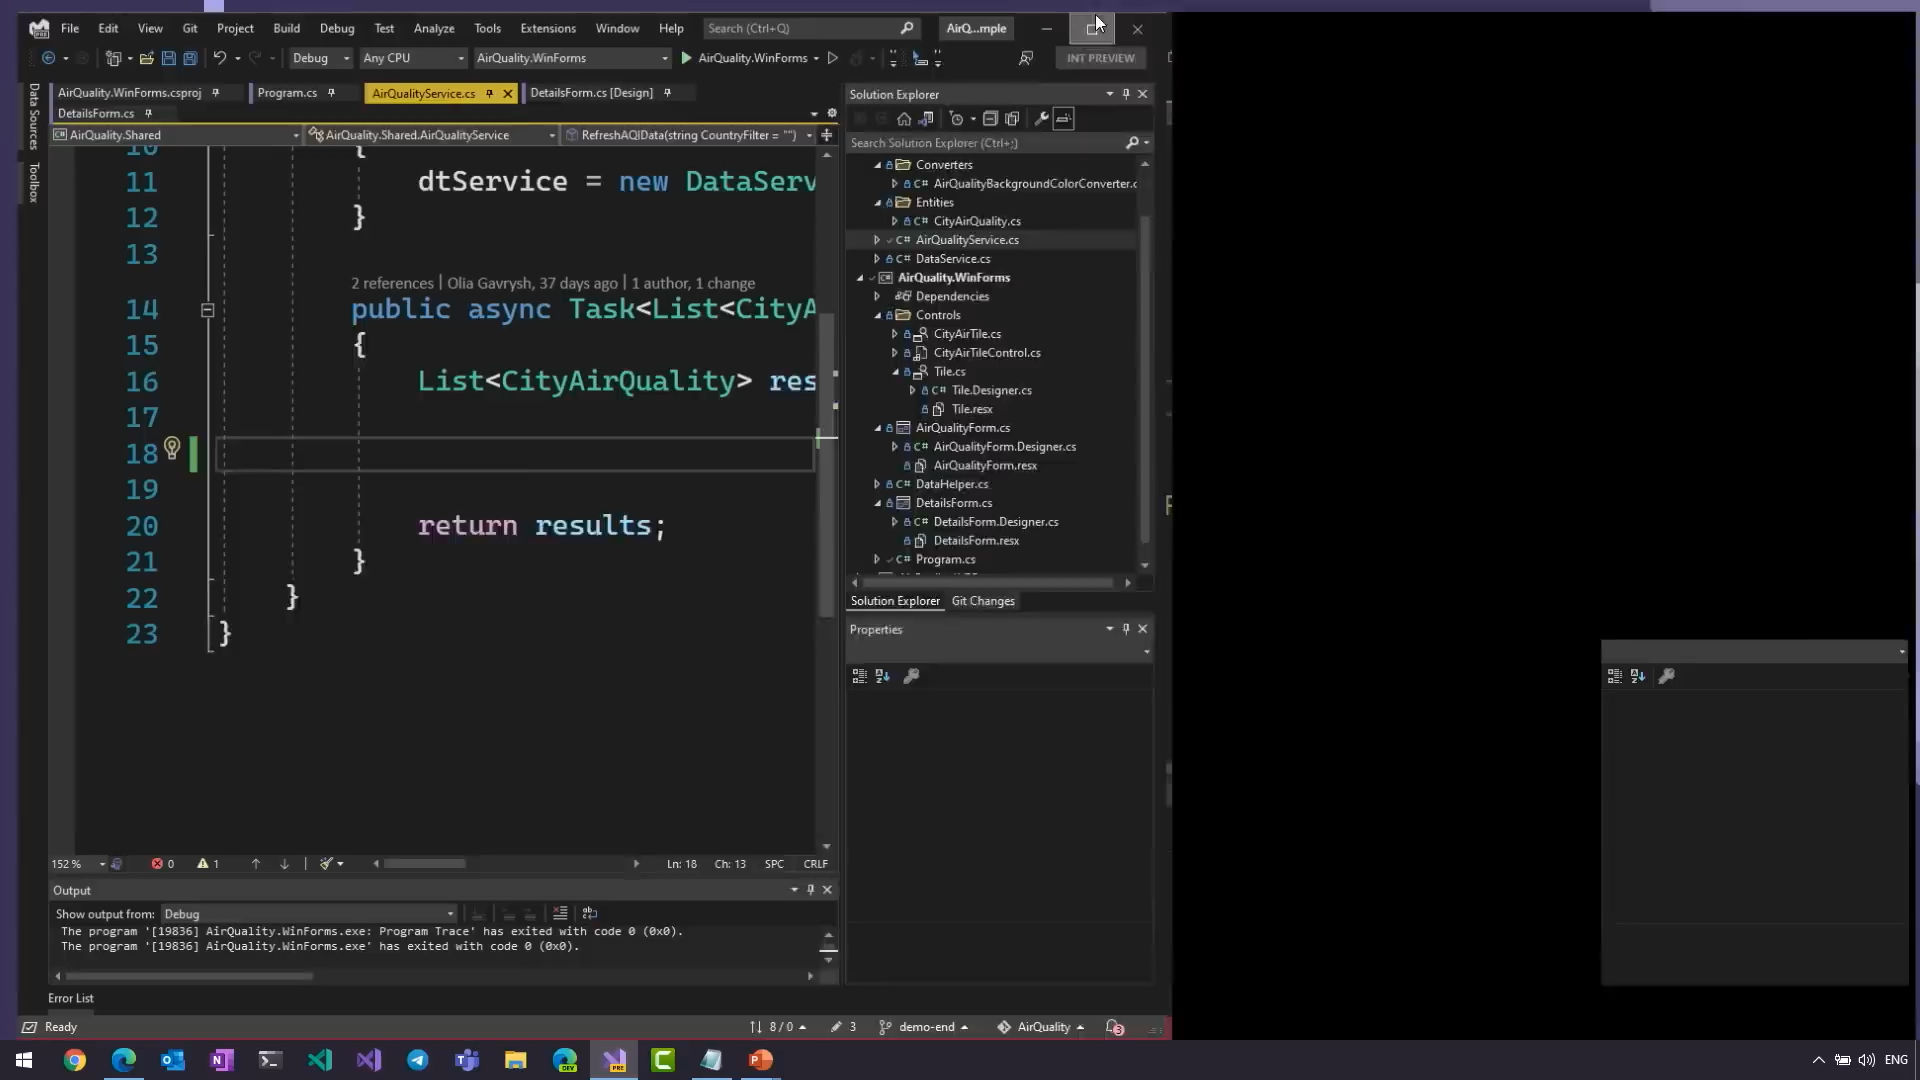 File Edit View Git Project Build Debug Test Analyze Tools Extensions Window Help Search (Ctrl+Q) AirQ...mple
Debug Any CPU AirQuality.WinForms AirQuality.WinForms INT PREVIEW
AirQuality.WinForms.csproj Program.cs AirQualityService.cs DetailsForm.cs [Design]
DetailsForm.cs
AirQuality.Shared AirQuality.Shared.AirQualityService RefreshAQIData(string CountryFilter = "")
Data Sources
Toolbox
10 {
11 dtService = new DataServ
12 }
13
2 references | Olia Gavrysh, 37 days ago | 1 author, 1 change
14 public async Task<List<CityA
15 {
16 List<CityAirQuality> res
17
18
19
20 return results;
21 }
22 }
23 }
152 % 0 1 Ln: 18 Ch: 13 SPC CRLF
Output
Show output from: Debug
The program '[19836] AirQuality.WinForms.exe: Program Trace' has exited with code 0 (0x0).
The program '[19836] AirQuality.WinForms.exe' has exited with code 0 (0x0).
Error List
Solution Explorer
Search Solution Explorer (Ctrl+;)
Converters
C# AirQualityBackgroundColorConverter.c
Entities
C# CityAirQuality.cs
C# AirQualityService.cs
C# DataService.cs
AirQuality.WinForms
Dependencies
Controls
CityAirTile.cs
CityAirTileControl.cs
Tile.cs
C# Tile.Designer.cs
Tile.resx
AirQualityForm.cs
C# AirQualityForm.Designer.cs
AirQualityForm.resx
C# DataHelper.cs
DetailsForm.cs
C# DetailsForm.Designer.cs
DetailsForm.resx
C# Program.cs
Solution Explorer Git Changes
Properties
Ready 8 / 0 3 demo-end AirQuality 3
ENG